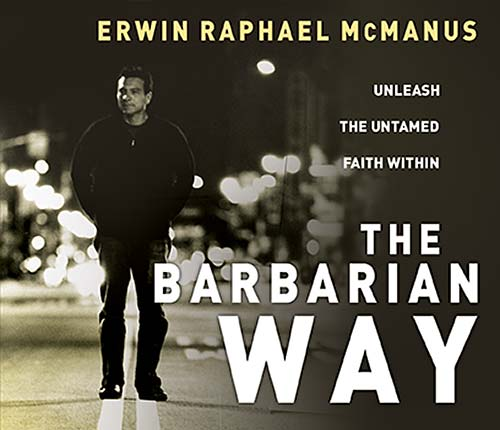 ERWIN RAPHAEL McMANUS
UNLEASH
THE UNTAMED
FAITH WITHIN
THE
BARBARIAN
WAY